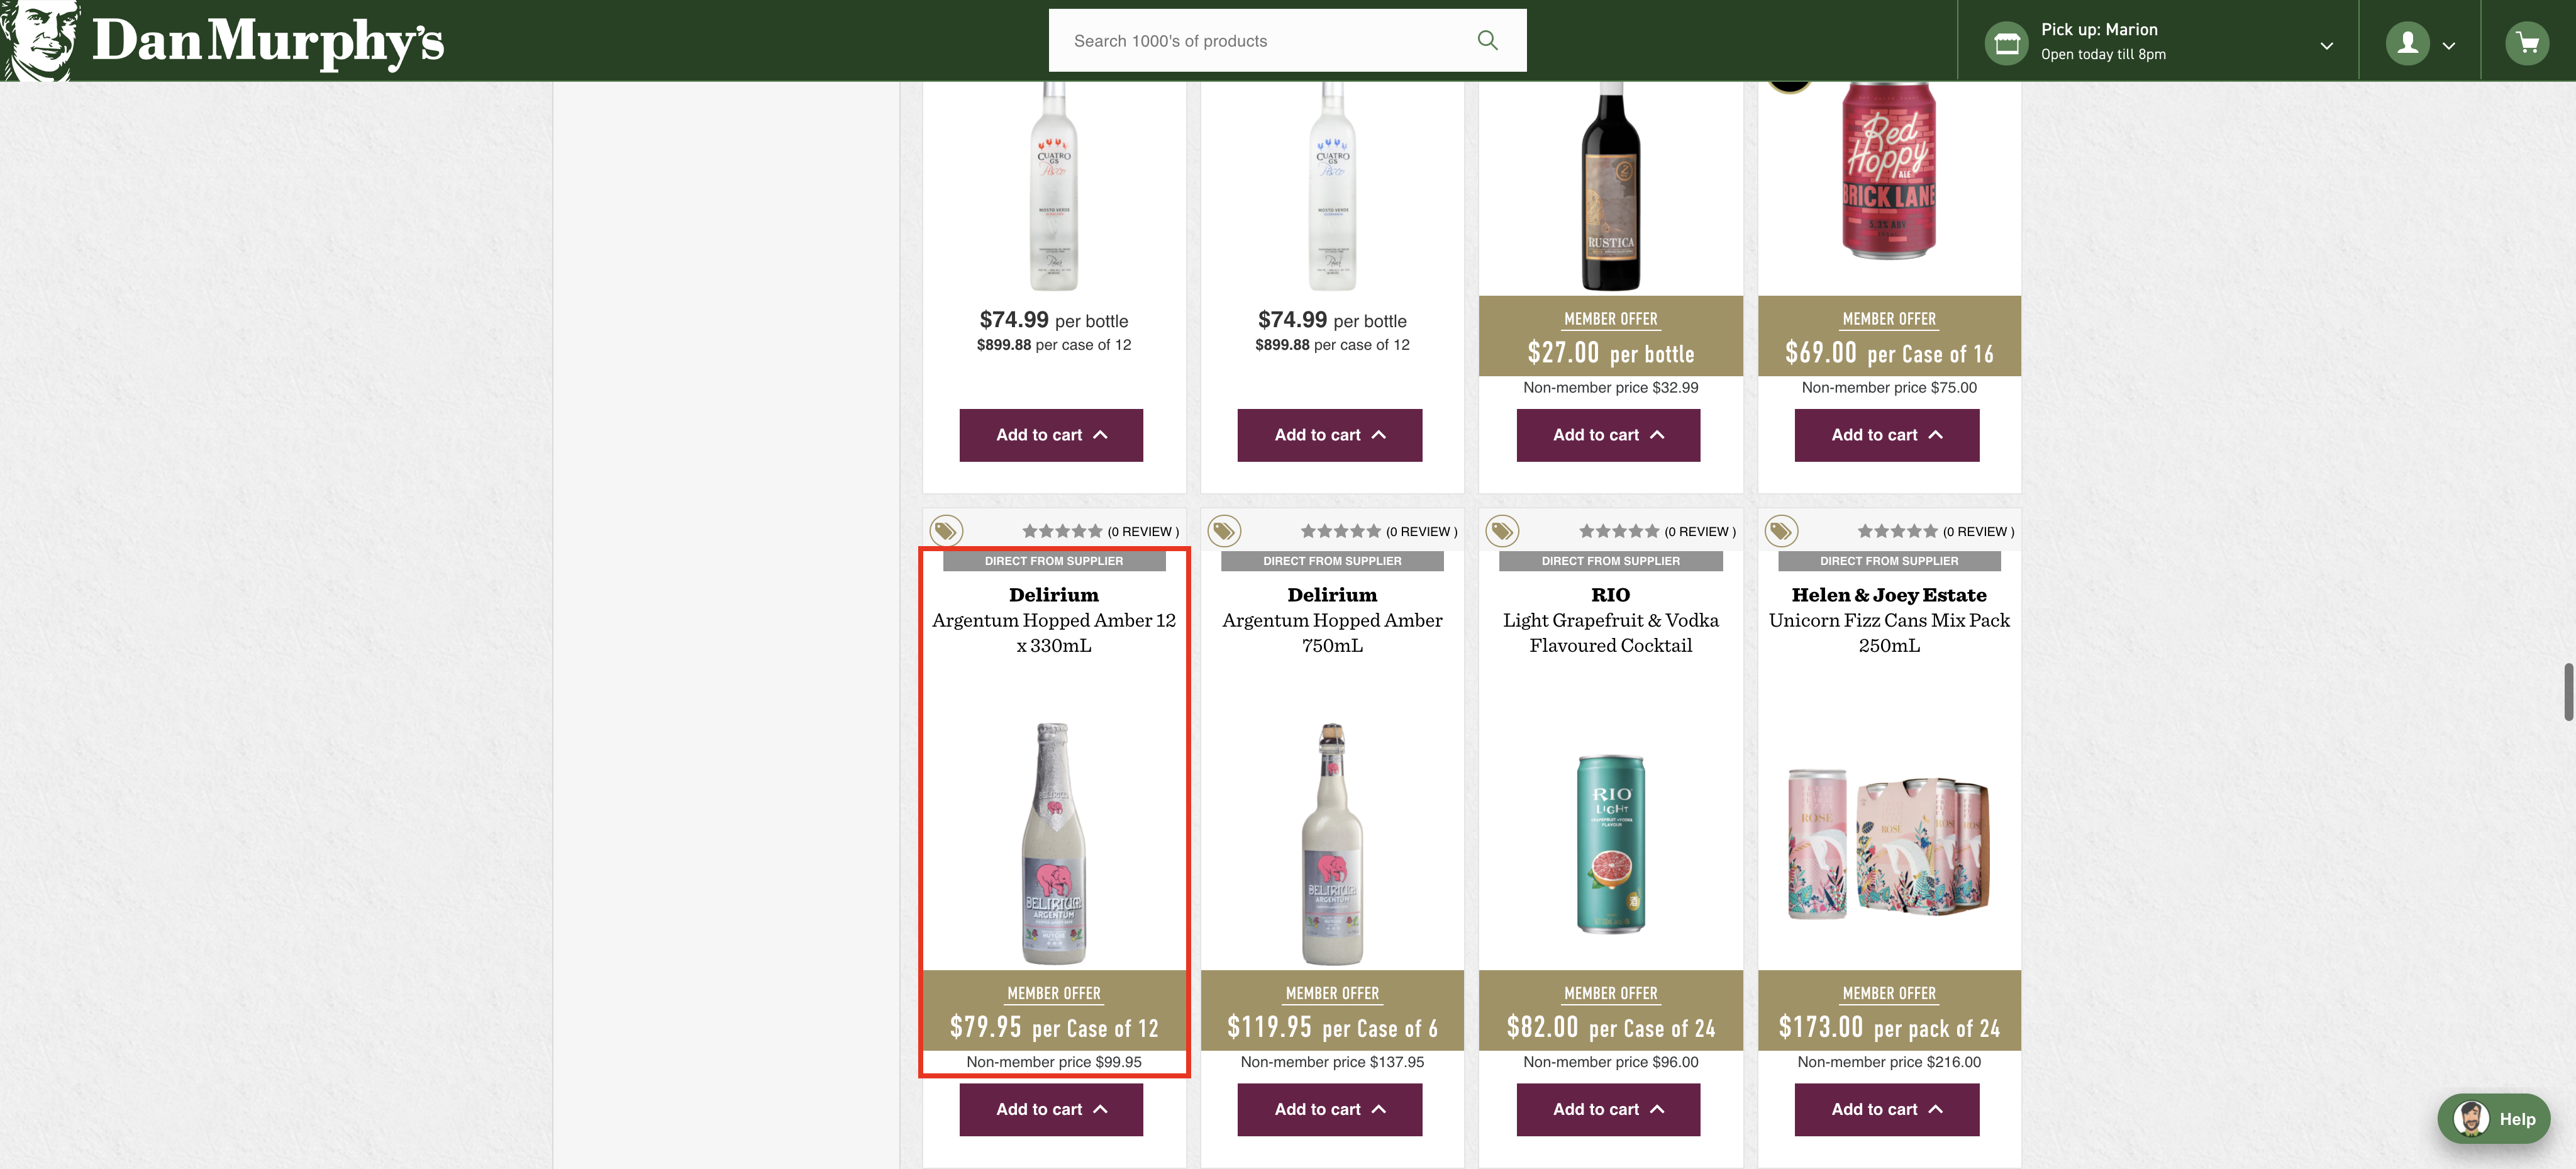 Dan Murphy's
Search 1000's of products
Pick up: Marion
Open today till 8pm
CUATRO
GS
Pisco
MOSTO VERDE
CUATRO
GS
Pisco
MOSTO VERDE
RUSTICA
Red
Hoppy
ALE
BRICK LANE
5.3% ABV
$74.99 per bottle
$899.88 per case of 12
Add to cart
$74.99 per bottle
$899.88 per case of 12
Add to cart
MEMBER OFFER
$27.00 per bottle
Non-member price $32.99
Add to cart
MEMBER OFFER
$69.00 per Case of 16
Non-member price $75.00
Add to cart
(0 REVIEW )
DIRECT FROM SUPPLIER
Delirium
Argentum Hopped Amber 12
x 330mL
DELIRIUM
DELIRIUM
ARGENTUM
MEMBER OFFER
$79.95 per Case of 12
Non-member price $99.95
Add to cart
(0 REVIEW )
DIRECT FROM SUPPLIER
Delirium
Argentum Hopped Amber
750mL
DELIRIUM
ARGENTUM
MEMBER OFFER
$119.95 per Case of 6
Non-member price $137.95
Add to cart
(0 REVIEW )
DIRECT FROM SUPPLIER
RIO
Light Grapefruit & Vodka
Flavoured Cocktail
RIO
LIGHT
GRAPEFRUIT +VODKA
FLAVOUR
MEMBER OFFER
$82.00 per Case of 24
Non-member price $96.00
Add to cart
(0 REVIEW )
DIRECT FROM SUPPLIER
Helen & Joey Estate
Unicorn Fizz Cans Mix Pack
250mL
ROSÉ
ROSÉ
MEMBER OFFER
$173.00 per pack of 24
Non-member price $216.00
Add to cart
Help